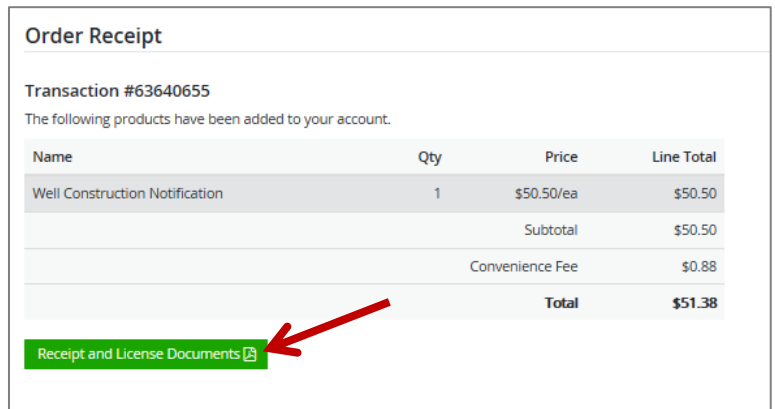 Order Receipt
Transaction #63640655
The following products have been added to your account.
Name Qty Price Line Total
Well Construction Notification 1 $50.50/ea $50.50
Subtotal $50.50
Convenience Fee $0.88
Total $51.38
Receipt and License Documents